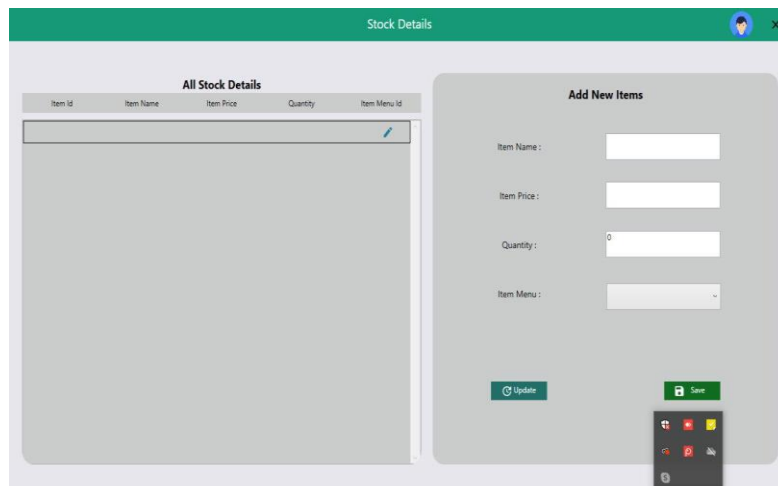 Stock Details
All Stock Details
Item Id Item Name Item Price Quantity Item Menu Id
Add New Items
Item Name :
Item Price :
Quantity :
0
Item Menu :
Update
Save